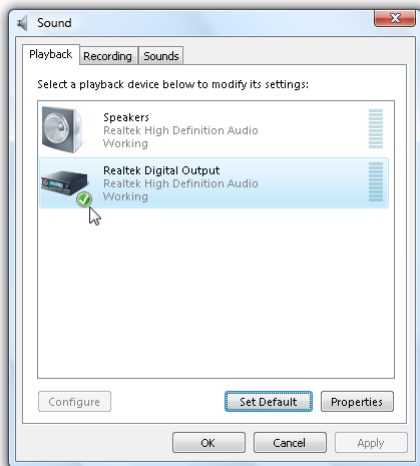 Sound
Playback Recording Sounds
Select a playback device below to modify its settings:
Speakers
Realtek High Definition Audio
Working
Realtek Digital Output
Realtek High Definition Audio
Working
Configure Set Default Properties
OK Cancel Apply